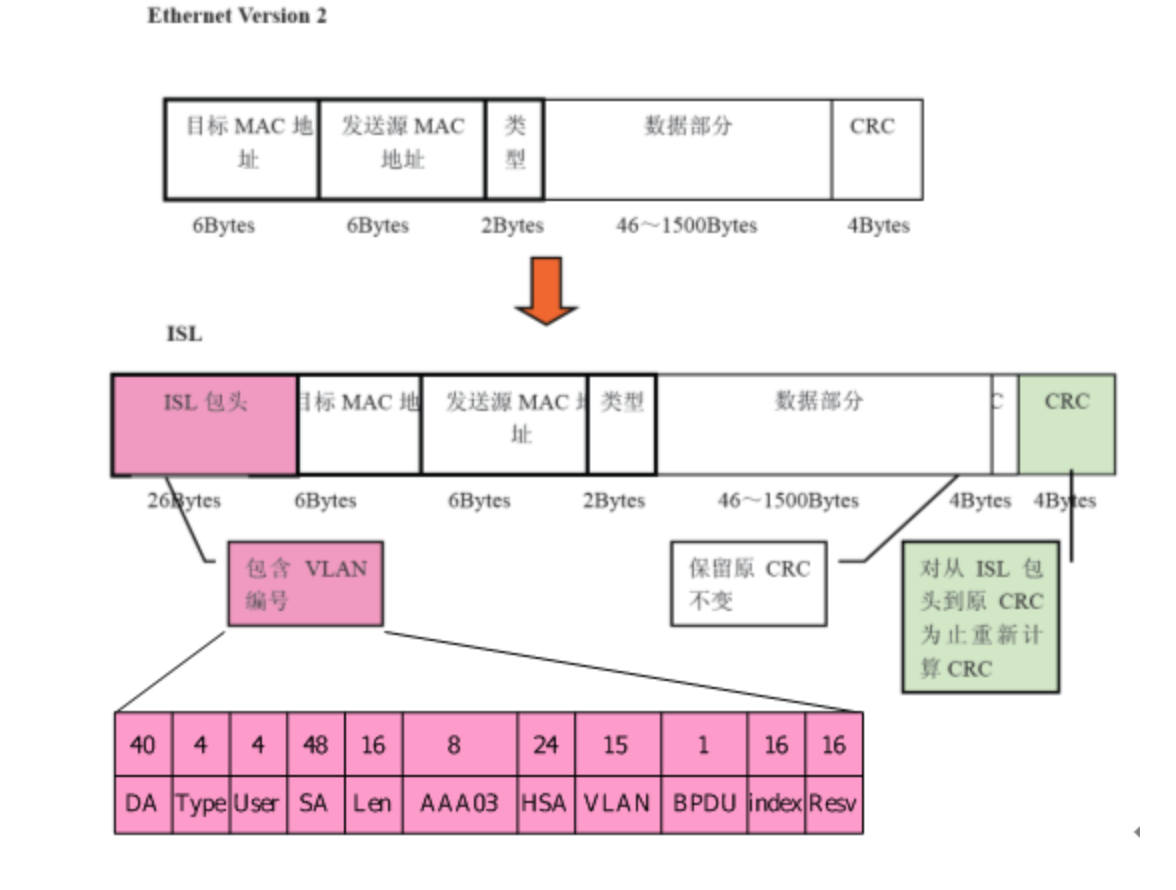 Ethernet Version 2
目标 MAC 地
址
发送源 MAC
地址
类
型
数据部分
CRC
6Bytes
6Bytes
2Bytes
46～1500Bytes
4Bytes
ISL
ISL 包头
目标 MAC 地
发送源 MAC 地
址
类型
数据部分
C
CRC
26Bytes
6Bytes
6Bytes
2Bytes
46～1500Bytes
4Bytes
4Bytes
包含 VLAN
编号
保留原 CRC
不变
对从 ISL 包
头到原 CRC
为止重新计
算 CRC
40 4 4 48 16 8 24 15 1 16 16
DA Type User SA Len AAA03 HSA VLAN BPDU index Resv